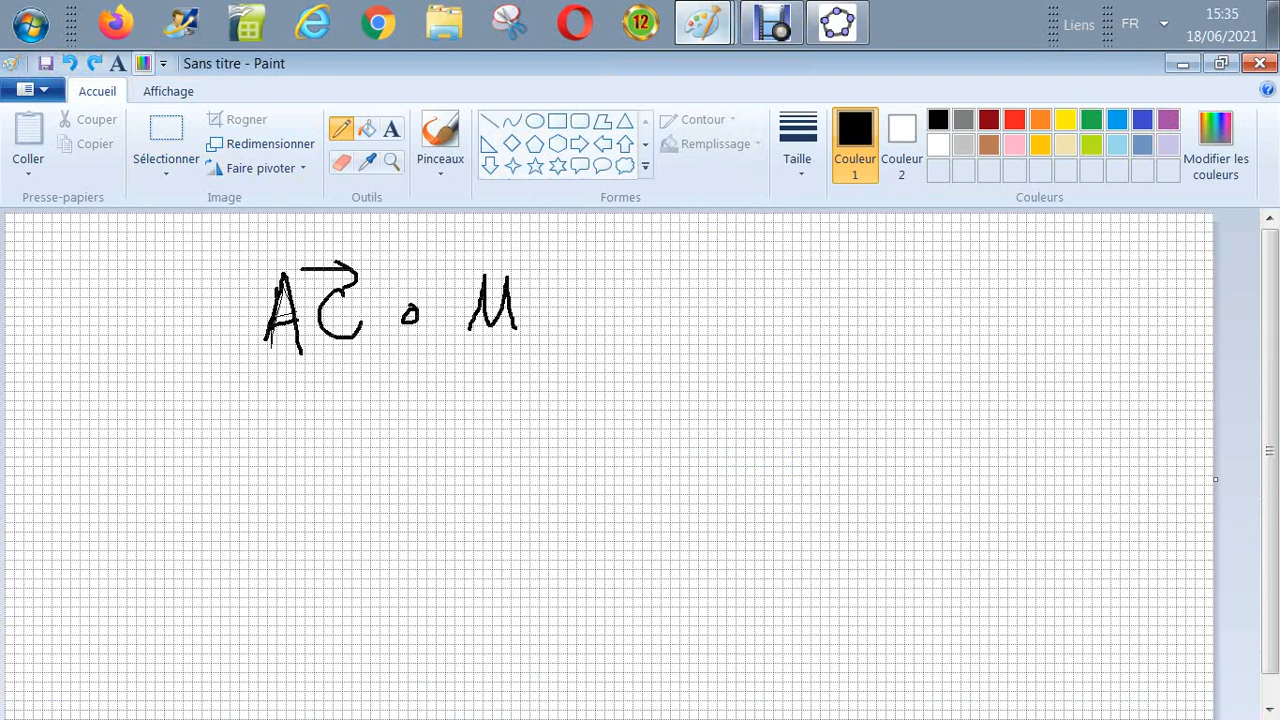 Liens FR 15:35
18/06/2021
12
Sans titre - Paint
Accueil Affichage
Coller
Couper
Copier
Presse-papiers
Sélectionner
Rogner
Redimensionner
Faire pivoter
Image
A
Outils
Pinceaux
Contour
Remplissage
Formes
Taille
Couleur
1
Couleur
2
Modifier les
couleurs
Couleurs
AC⃗ • M